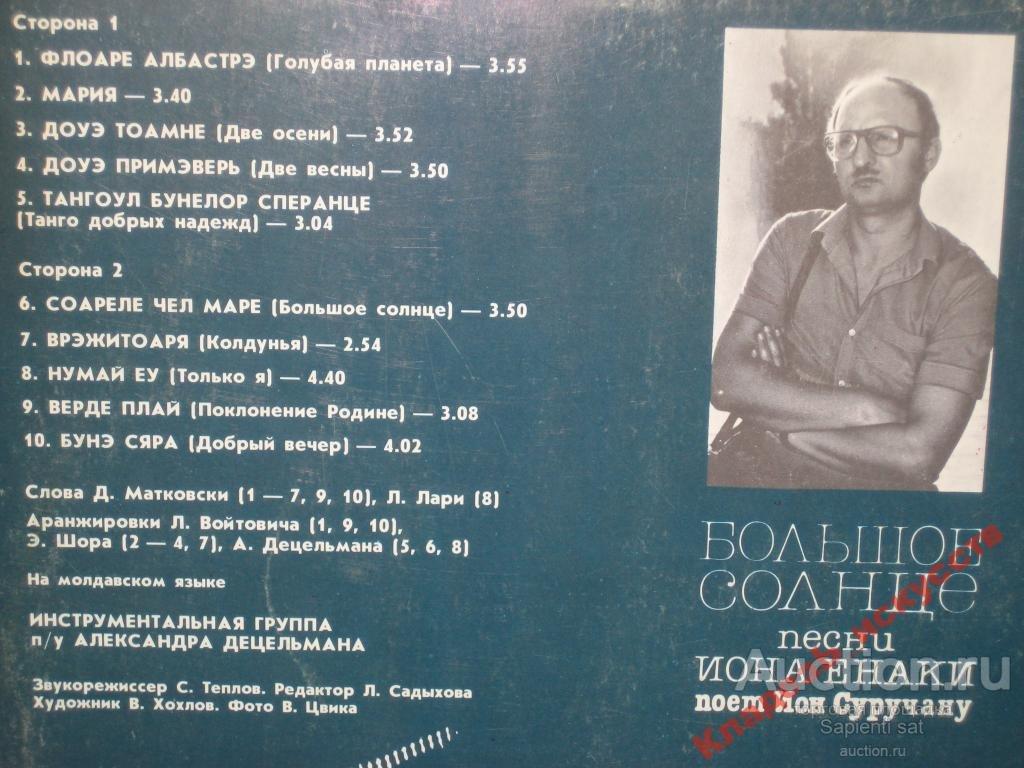 Сторона 1
1. ФЛОАРЕ АЛБАСТРЭ (Голубая планета) — 3.55
2. МАРИЯ — 3.40
3. ДОУЭ ТОАМНЕ (Две осени) — 3.52
4. ДОУЭ ПРИМЭВЕРЬ (Две весны) — 3.50
5. ТАНГОУЛ БУНЕЛОР СПЕРАНЦЕ
(Танго добрых надежд) — 3.04
Сторона 2
6. СОАРЕЛЕ ЧЕЛ МАРЕ (Большое солнце) — 3.50
7. ВРЭЖИТОАРЯ (Колдунья) — 2.54
8. НУМАЙ ЕУ (Только я) — 4.40
9. ВЕРДЕ ПЛАЙ (Поклонение Родине) — 3.08
10. БУНЭ СЯРА (Добрый вечер) — 4.02
Слова Д. Матковски (1 — 7, 9, 10), Л. Лари (8)
Аранжировки Л. Войтовича (1, 9, 10),
Э. Шора (2 — 4, 7), А. Децельмана (5, 6, 8)
На молдавском языке
ИНСТРУМЕНТАЛЬНАЯ ГРУППА
п/у АЛЕКСАНДРА ДЕЦЕЛЬМАНА
Звукорежиссер С. Теплов. Редактор Л. Садыхова
Художник В. Хохлов. Фото В. Цвика
БОЛЬШОЕ
СОЛНЦЕ
песни
ИОНА ЕНАКИ
поет Ион Суручану
Auction.ru
Sapienti sat
auction.ru